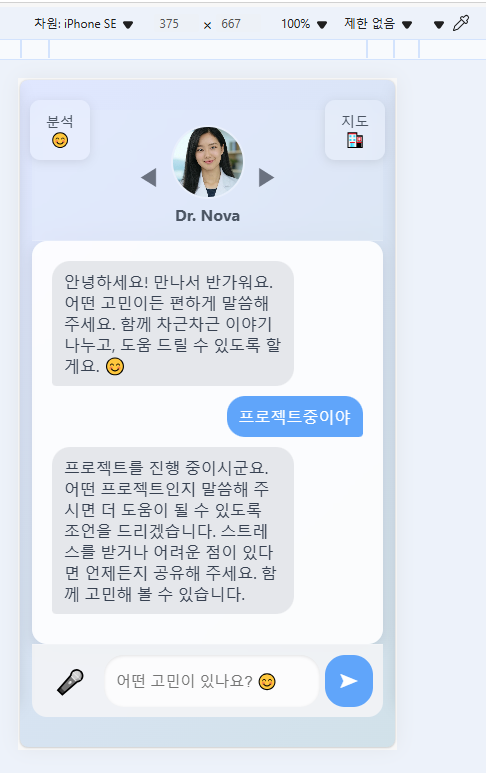 차원: iPhone SE ▼ 375 × 667 100% ▼ 제한 없음 ▼ ▼
분석 지도
😊 🏥
◀ ▶
Dr. Nova
안녕하세요! 만나서 반가워요.
어떤 고민이든 편하게 말씀해
주세요. 함께 차근차근 이야기
나누고, 도움 드릴 수 있도록 할
게요. 😊
프로젝트중이야
프로젝트를 진행 중이시군요.
어떤 프로젝트인지 말씀해 주
시면 더 도움이 될 수 있도록
조언을 드리겠습니다. 스트레
스를 받거나 어려운 점이 있다
면 언제든지 공유해 주세요. 함
께 고민해 볼 수 있습니다.
어떤 고민이 있나요? 😊